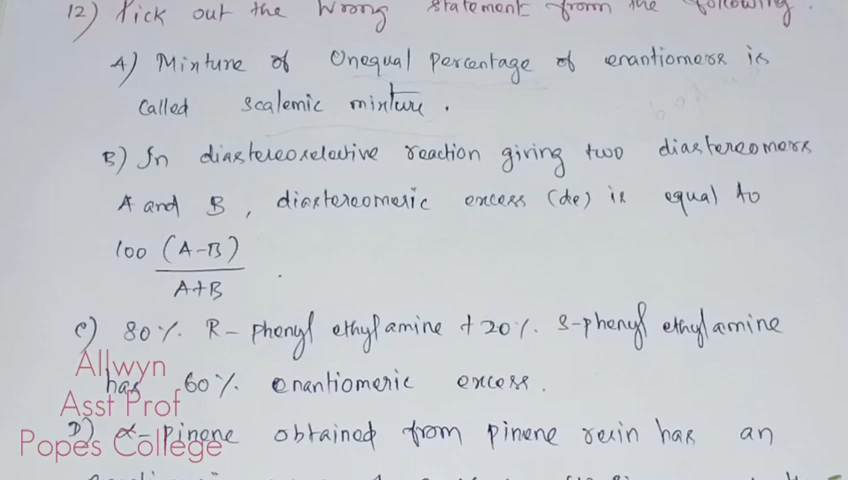 12) Pick out the wrong statement from the following.
A) Mixture of Unequal percentage of enantiomers is
called scalemic mixture.
B) In diastereoselective reaction giving two diastereomers
A and B, diastereomeric excess (de) is equal to
100 (A-B)
A+B
C) 80%. R- phenyl ethylamine + 20%. S-phenyl ethylamine
has 60% enantiomeric excess.
D) α- pinene obtained from pinene resin has an
Allwyn
Asst Prof
Popes College